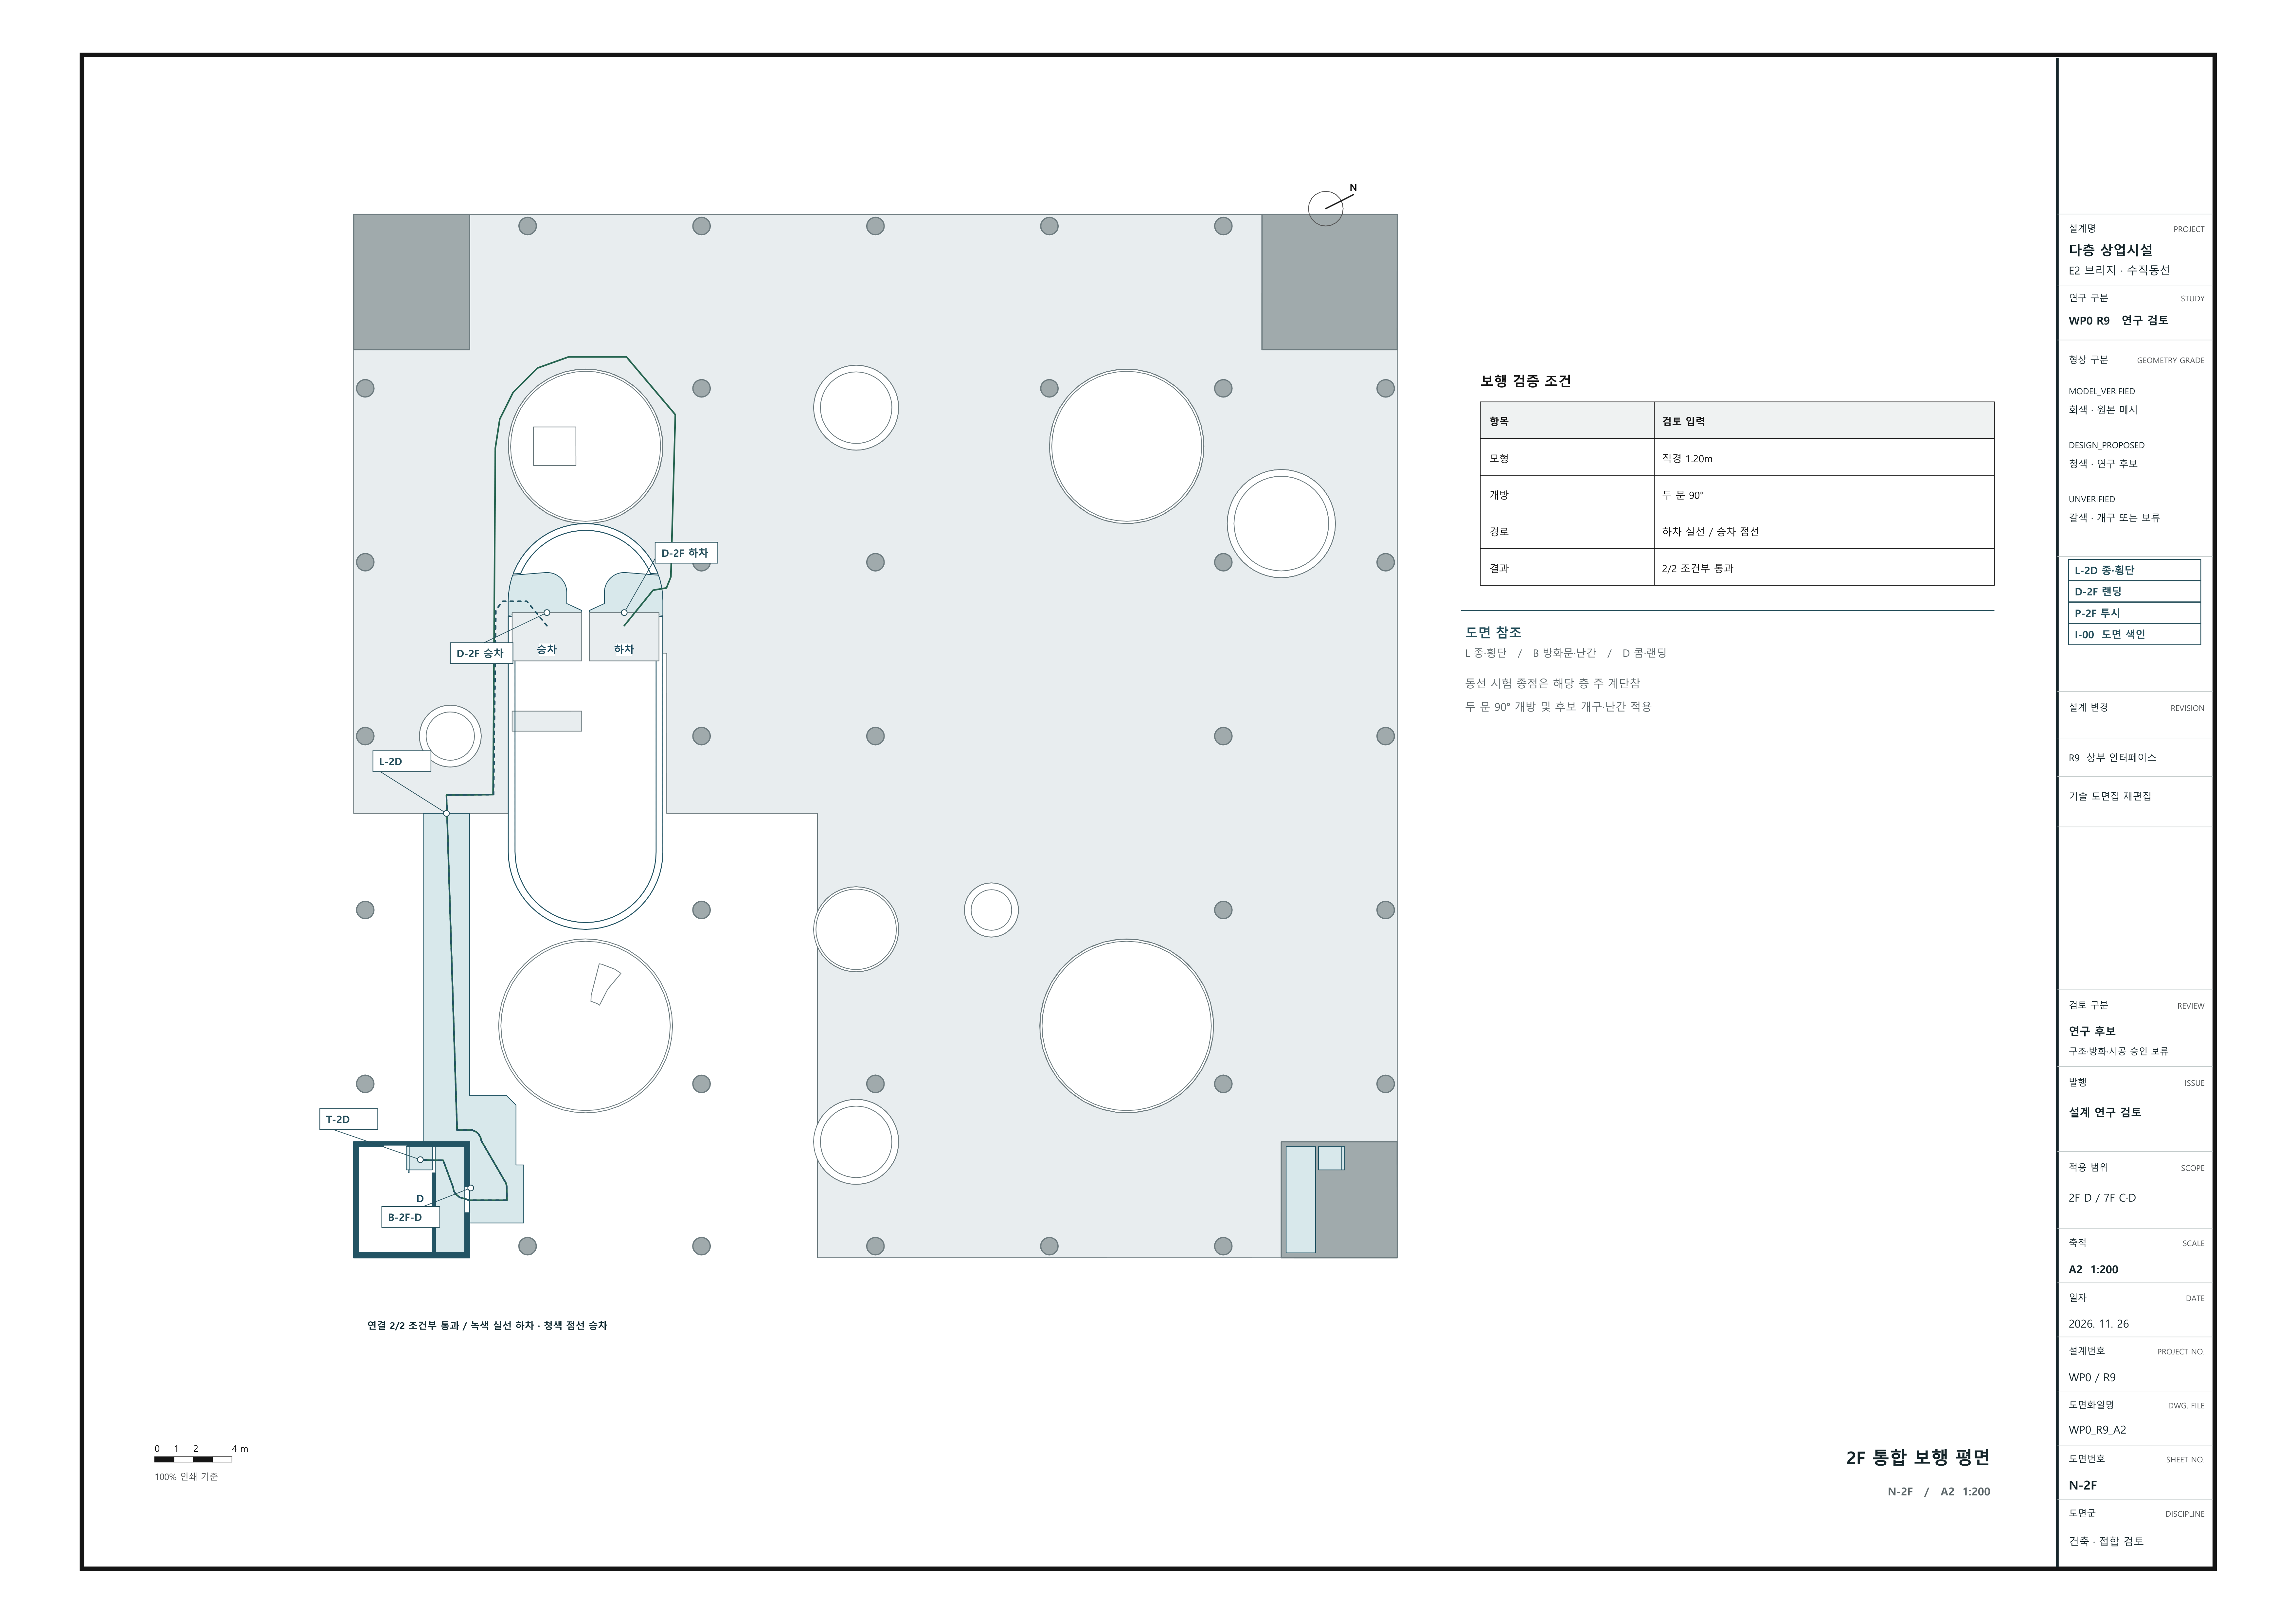 N
D-2F 하차
D-2F 승차
승차
하차
L-2D
T-2D
D
B-2F-D
연결 2/2 조건부 통과 / 녹색 실선 하차 · 청색 점선 승차
0 1 2 4 m
100% 인쇄 기준
보행 검증 조건
항목 검토 입력
모형 직경 1.20m
개방 두 문 90°
경로 하차 실선 / 승차 점선
결과 2/2 조건부 통과
도면 참조
L 종·횡단 / B 방화문·난간 / D 콤·랜딩
동선 시험 종점은 해당 층 주 계단참
두 문 90° 개방 및 후보 개구·난간 적용
2F 통합 보행 평면
N-2F / A2 1:200
설계명 PROJECT
다층 상업시설
E2 브리지 · 수직동선
연구 구분 STUDY
WP0 R9 연구 검토
형상 구분 GEOMETRY GRADE
MODEL_VERIFIED
회색 · 원본 메시
DESIGN_PROPOSED
청색 · 연구 후보
UNVERIFIED
갈색 · 개구 또는 보류
L-2D 종·횡단
D-2F 랜딩
P-2F 투시
I-00 도면 색인
설계 변경 REVISION
R9 상부 인터페이스
기술 도면집 재편집
검토 구분 REVIEW
연구 후보
구조·방화·시공 승인 보류
발행 ISSUE
설계 연구 검토
적용 범위 SCOPE
2F D / 7F C·D
축척 SCALE
A2 1:200
일자 DATE
2026. 11. 26
설계번호 PROJECT NO.
WP0 / R9
도면화일명 DWG. FILE
WP0_R9_A2
도면번호 SHEET NO.
N-2F
도면군 DISCIPLINE
건축 · 접합 검토